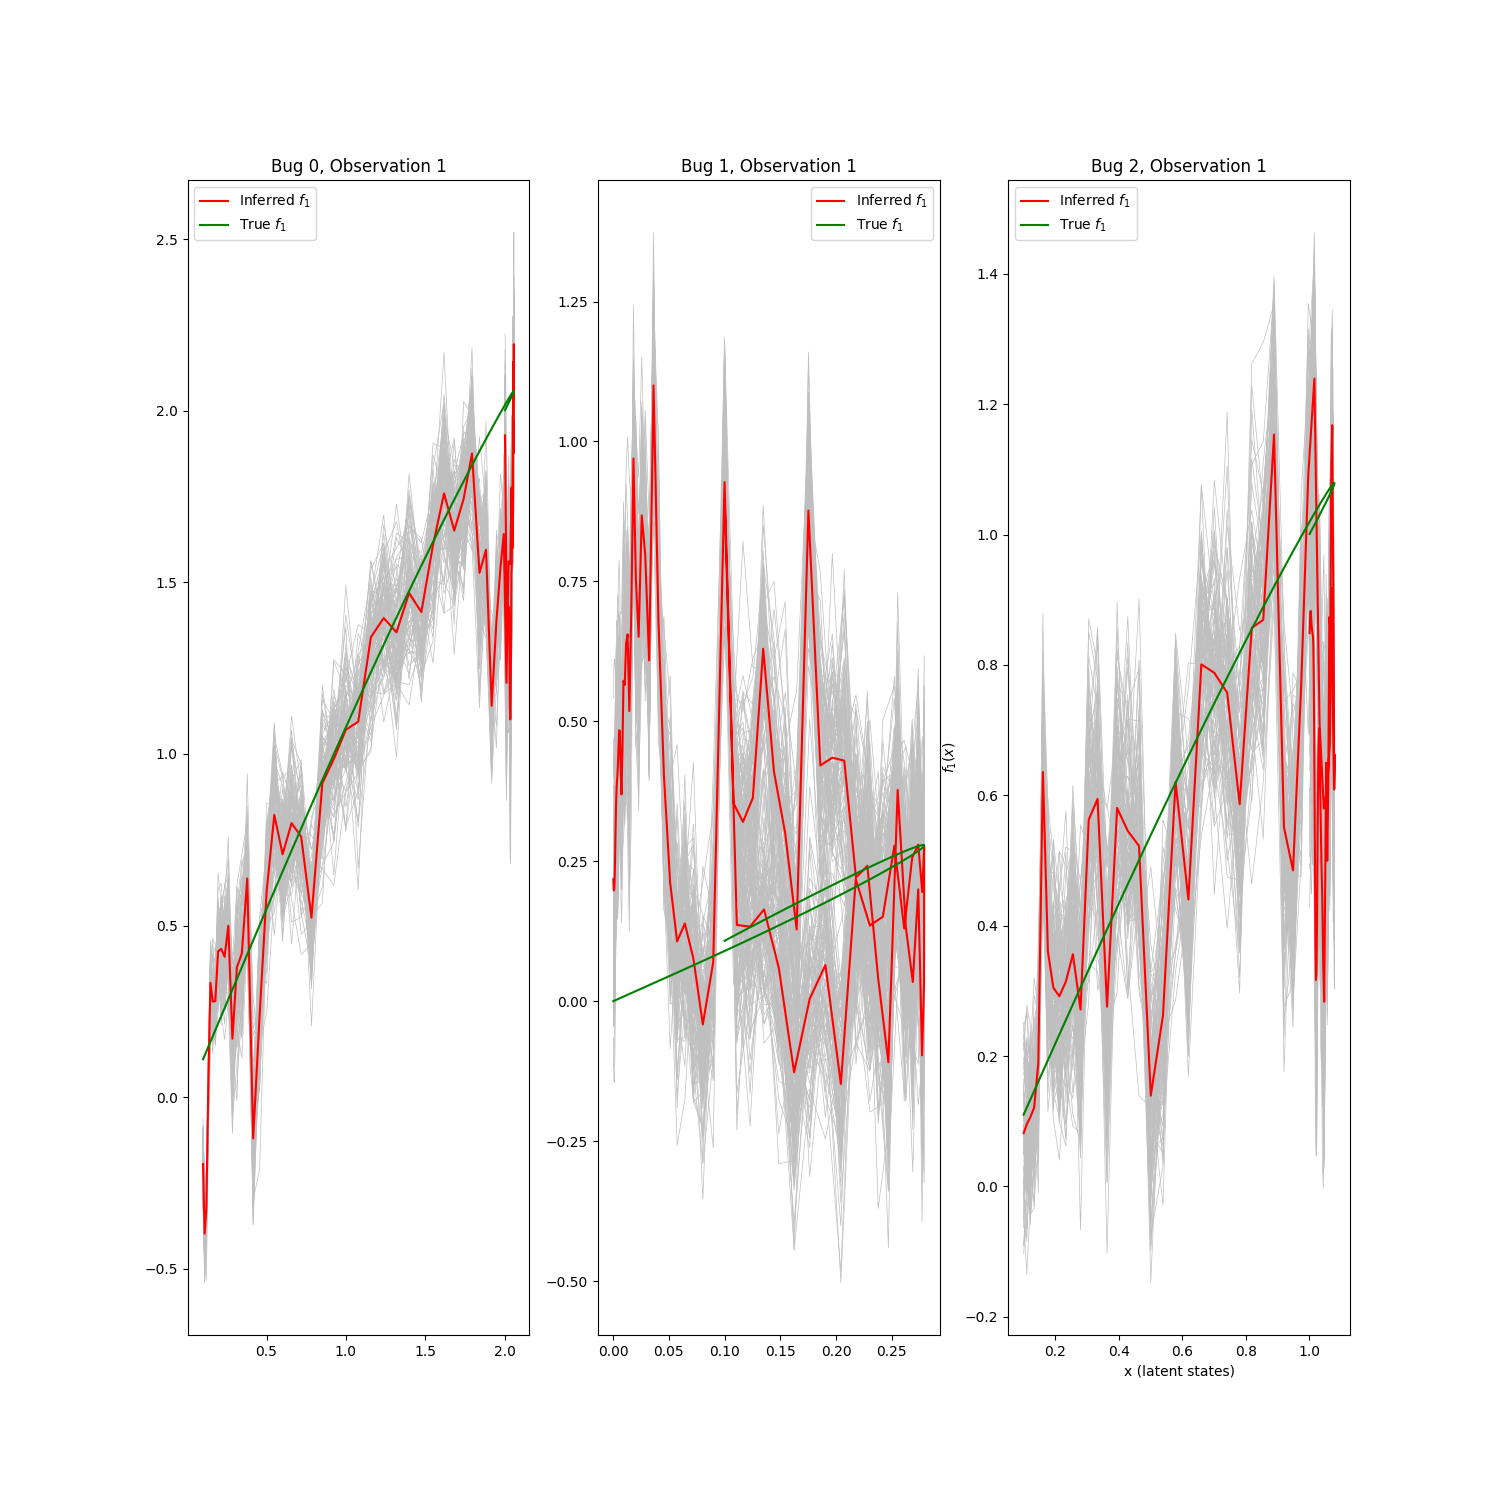 Bug 0, Observation 1
Inferred f₁
True f₁
2.5
2.0
1.5
1.0
0.5
0.0
−0.5
0.5 1.0 1.5 2.0
Bug 1, Observation 1
Inferred f₁
True f₁
1.25
1.00
0.75
0.50
0.25
0.00
−0.25
−0.50
0.00 0.05 0.10 0.15 0.20 0.25
Bug 2, Observation 1
Inferred f₁
True f₁
f₁(x)
1.4
1.2
1.0
0.8
0.6
0.4
0.2
0.0
−0.2
0.2 0.4 0.6 0.8 1.0
x (latent states)